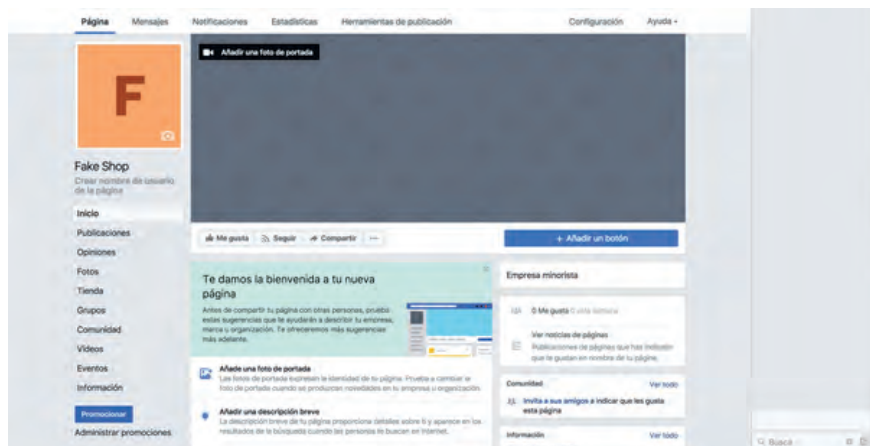 Página Mensajes Notificaciones Estadísticas Herramientas de publicación Configuración Ayuda
Añadir una foto de portada
F
Fake Shop
Crear nombre de usuario
de la página
Inicio
Publicaciones
Opiniones
Fotos
Tienda
Grupos
Comunidad
Vídeos
Eventos
Información
Promocionar
Administrar promociones
Me gusta Seguir Compartir ...
+ Añadir un botón
Te damos la bienvenida a tu nueva
página
Antes de compartir tu página con otras personas, prueba
estas sugerencias que te ayudarán a describir tu empresa,
marca u organización. Te ofreceremos más sugerencias
más adelante.
Añade una foto de portada
Las fotos de portada expresan la identidad de tu página. Prueba a cambiar la
foto de portada cuando se produzcan novedades en tu empresa u organización.
Añadir una descripción breve
La descripción breve de tu página proporciona detalles sobre ti y aparece en los
resultados de la búsqueda cuando las personas te buscan en Internet.
Empresa minorista
0 Me gusta 0 esta semana
Ver noticias de páginas
Publicaciones de páginas que has indicado
que te gustan en nombre de tu página.
Comunidad Ver todo
Invita a sus amigos a indicar que les gusta
esta página
Información Ver todo
Busca